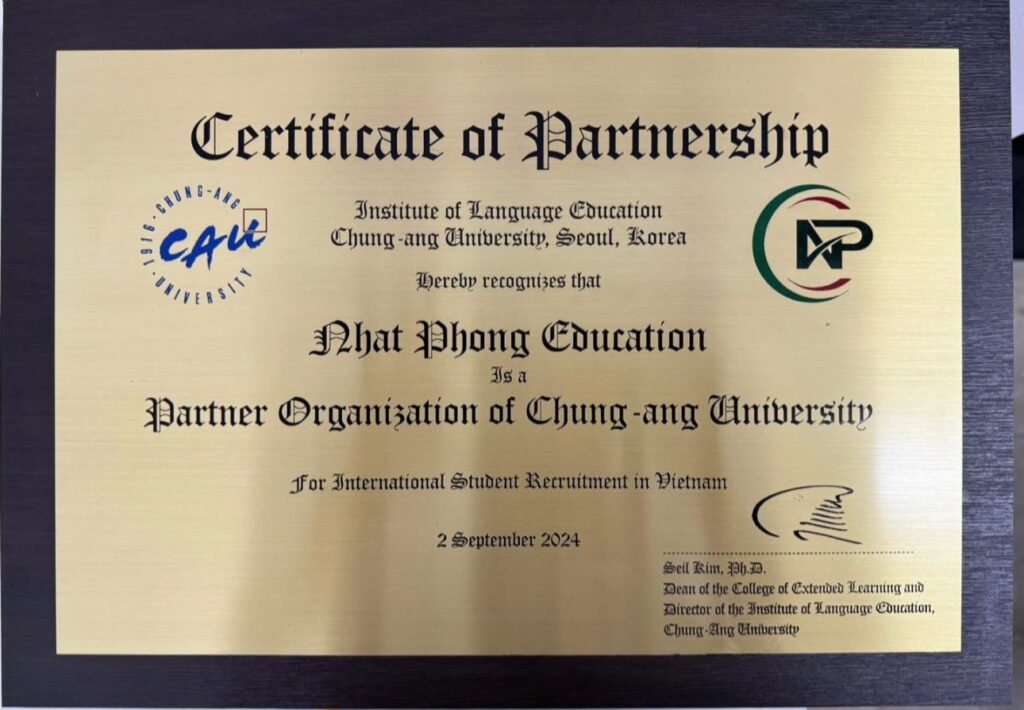 Certificate of Partnership
1916 · CHUNG-ANG · UNIVERSITY ·
CAU
NP
Institute of Language Education
Chung-ang University, Seoul, Korea
Hereby recognizes that
Nhat Phong Education
Is a
Partner Organization of Chung-ang University
For International Student Recruitment in Vietnam
2 September 2024
Seil Kim, Ph.D.
Dean of the College of Extended Learning and
Director of the Institute of Language Education,
Chung-Ang University